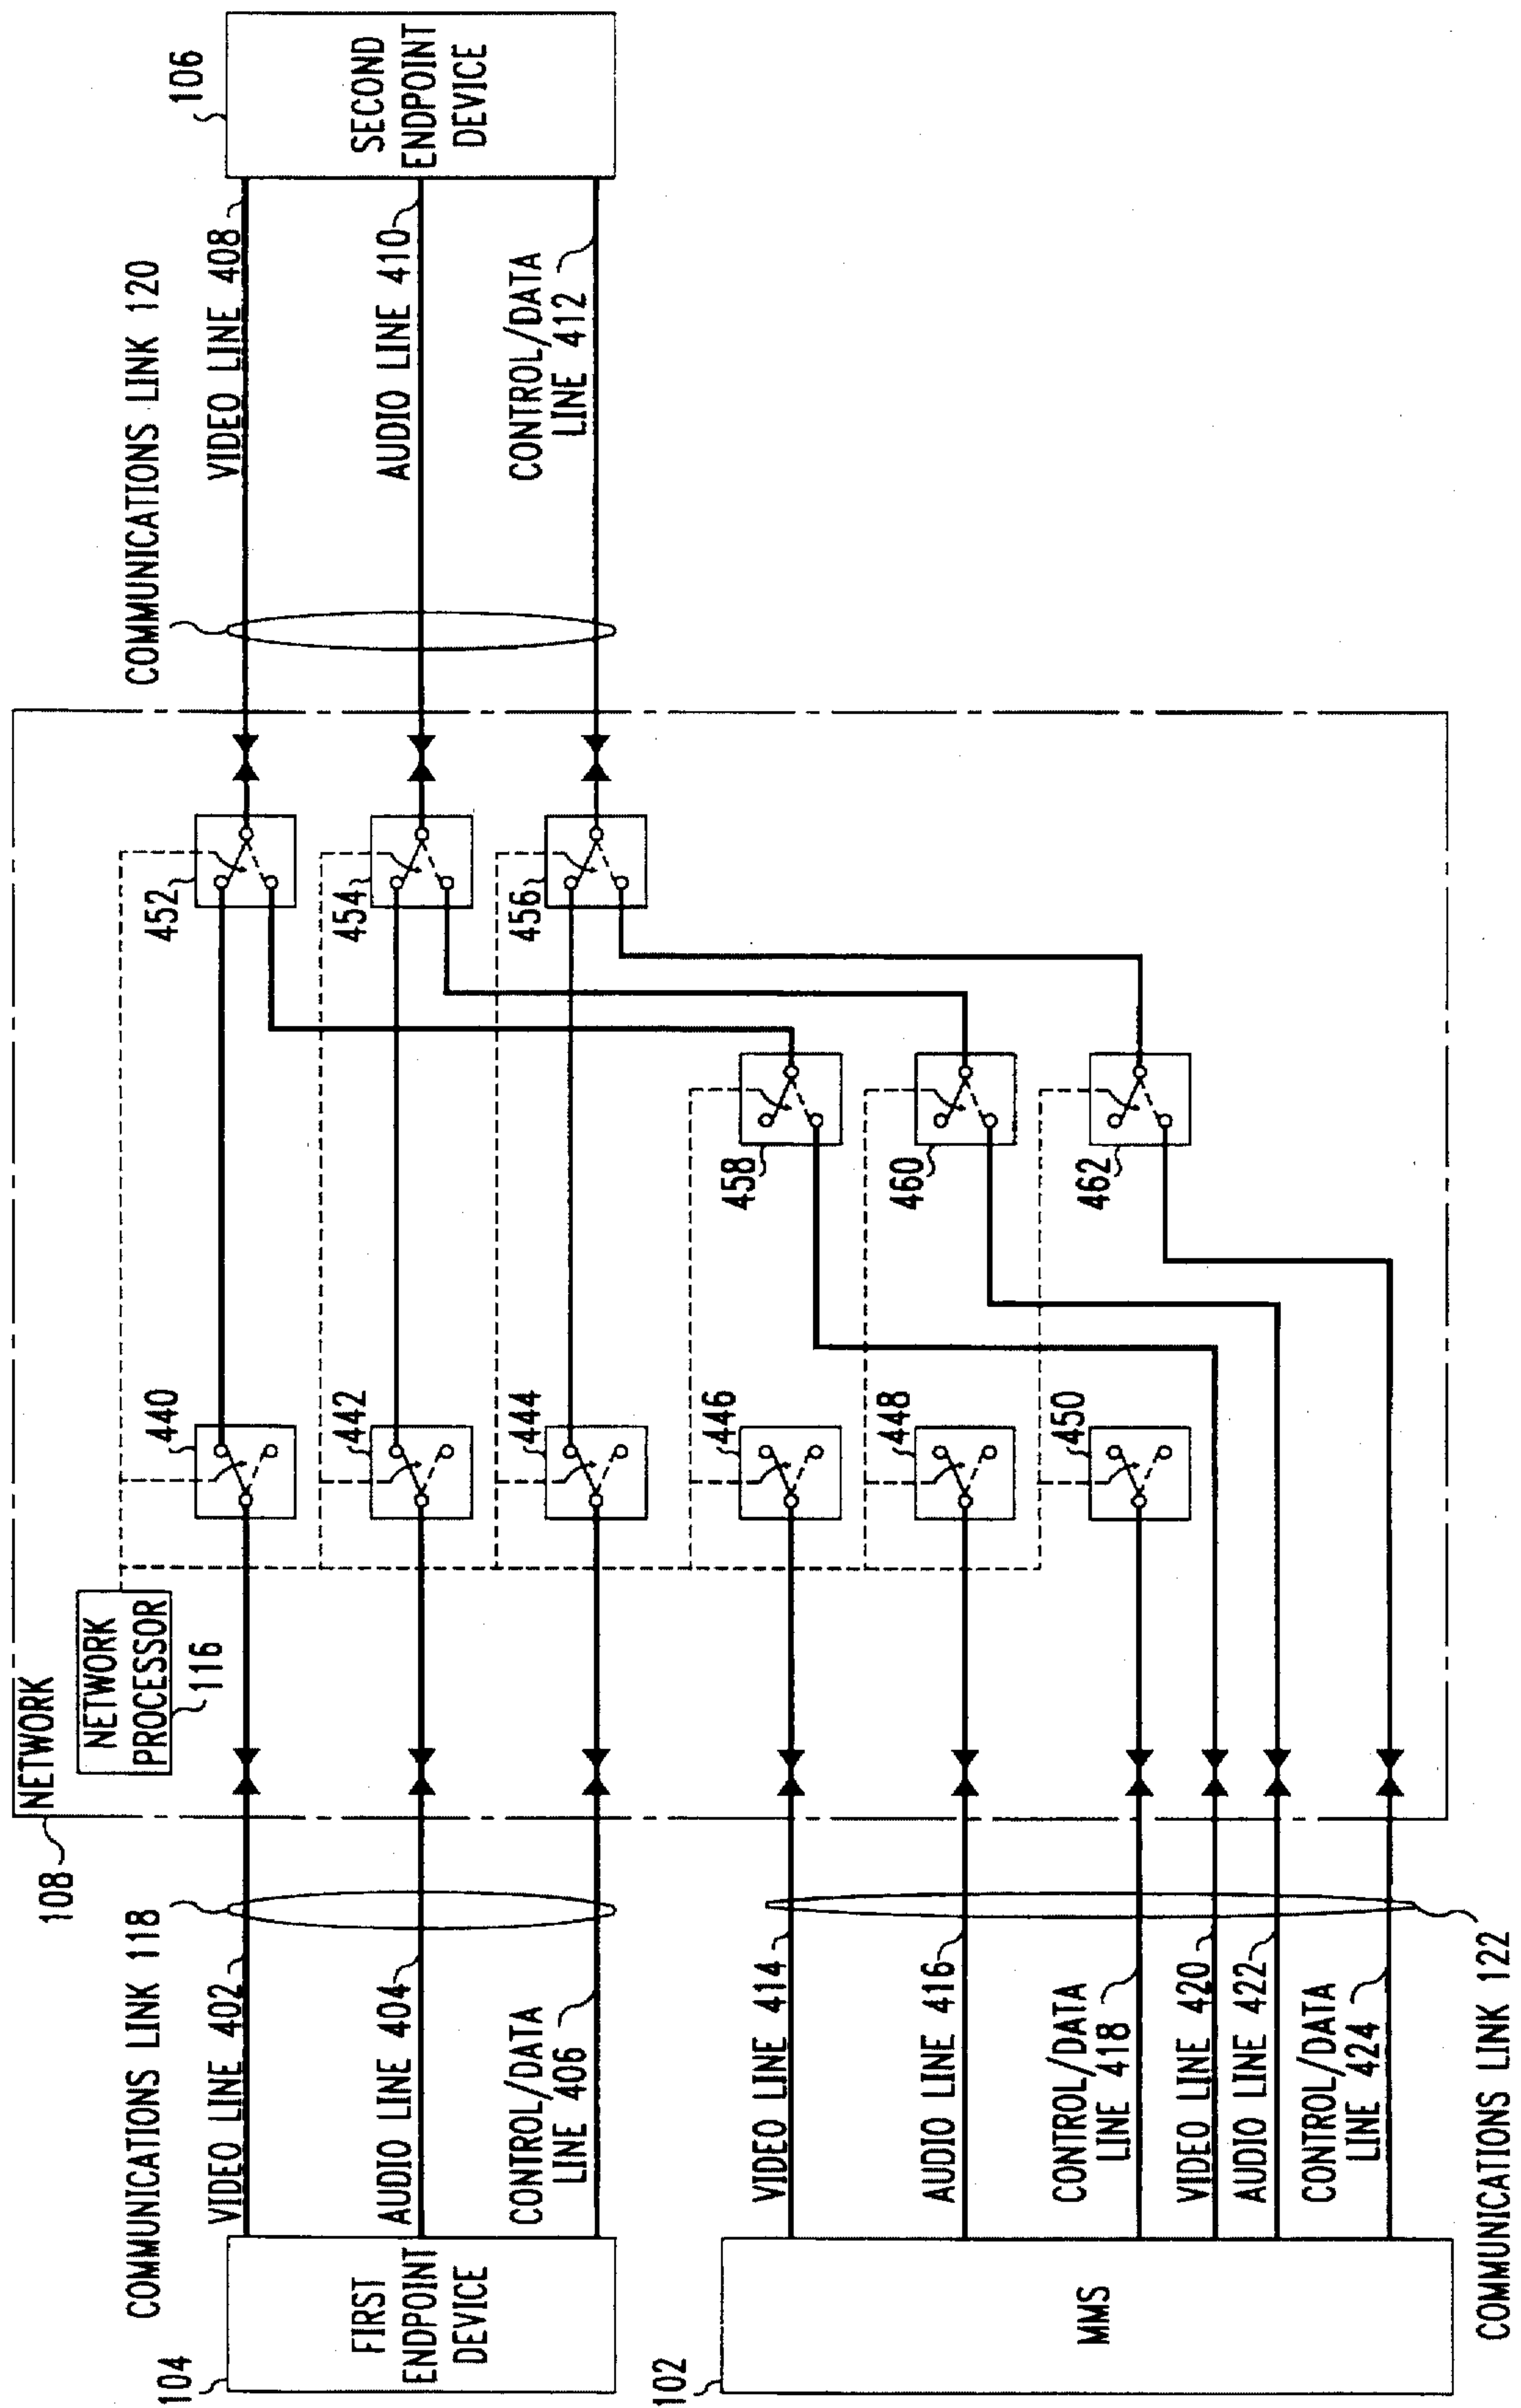 108
NETWORK
NETWORK
PROCESSOR
116
COMMUNICATIONS LINK 118
COMMUNICATIONS LINK 120
104
FIRST
ENDPOINT
DEVICE
VIDEO LINE 402
AUDIO LINE 404
CONTROL/DATA
LINE 406
440
442
444
446
448
450
452
454
456
458
460
462
VIDEO LINE 408
AUDIO LINE 410
CONTROL/DATA
LINE 412
106
SECOND
ENDPOINT
DEVICE
102
MMS
VIDEO LINE 414
AUDIO LINE 416
CONTROL/DATA
LINE 418
VIDEO LINE 420
AUDIO LINE 422
CONTROL/DATA
LINE 424
COMMUNICATIONS LINK 122